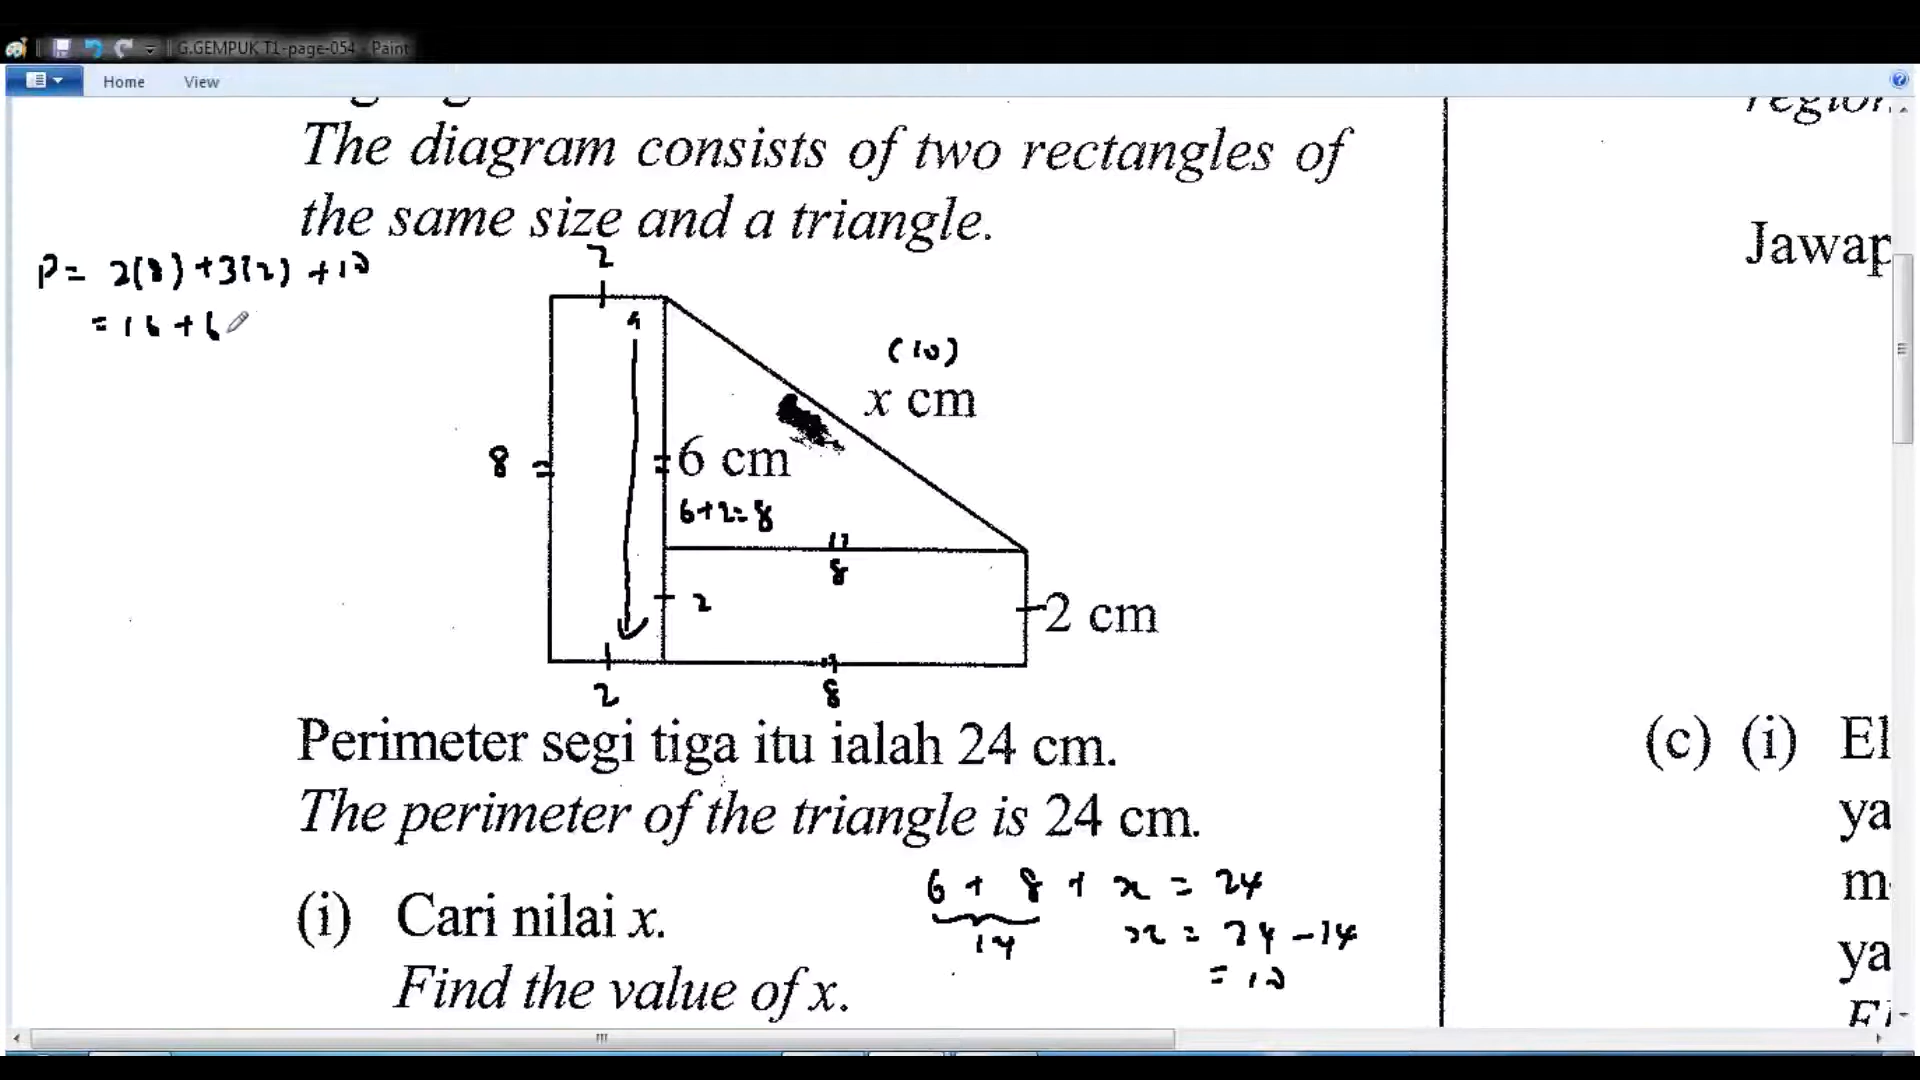 G.GEMPUK T1-page-054 - Paint
Home View
The diagram consists of two rectangles of
the same size and a triangle.
P = 2(8) + 3(2) + 10
= 16 + 6
2
(10)
x cm
8
6 cm
6+2=8
8
2
2 cm
2
8
Perimeter segi tiga itu ialah 24 cm.
The perimeter of the triangle is 24 cm.
6 + 8 + x = 24
14
x = 24 - 14
= 10
(i) Cari nilai x.
Find the value of x.
region
Jawap
(c) (i) El
ya
m
ya
El